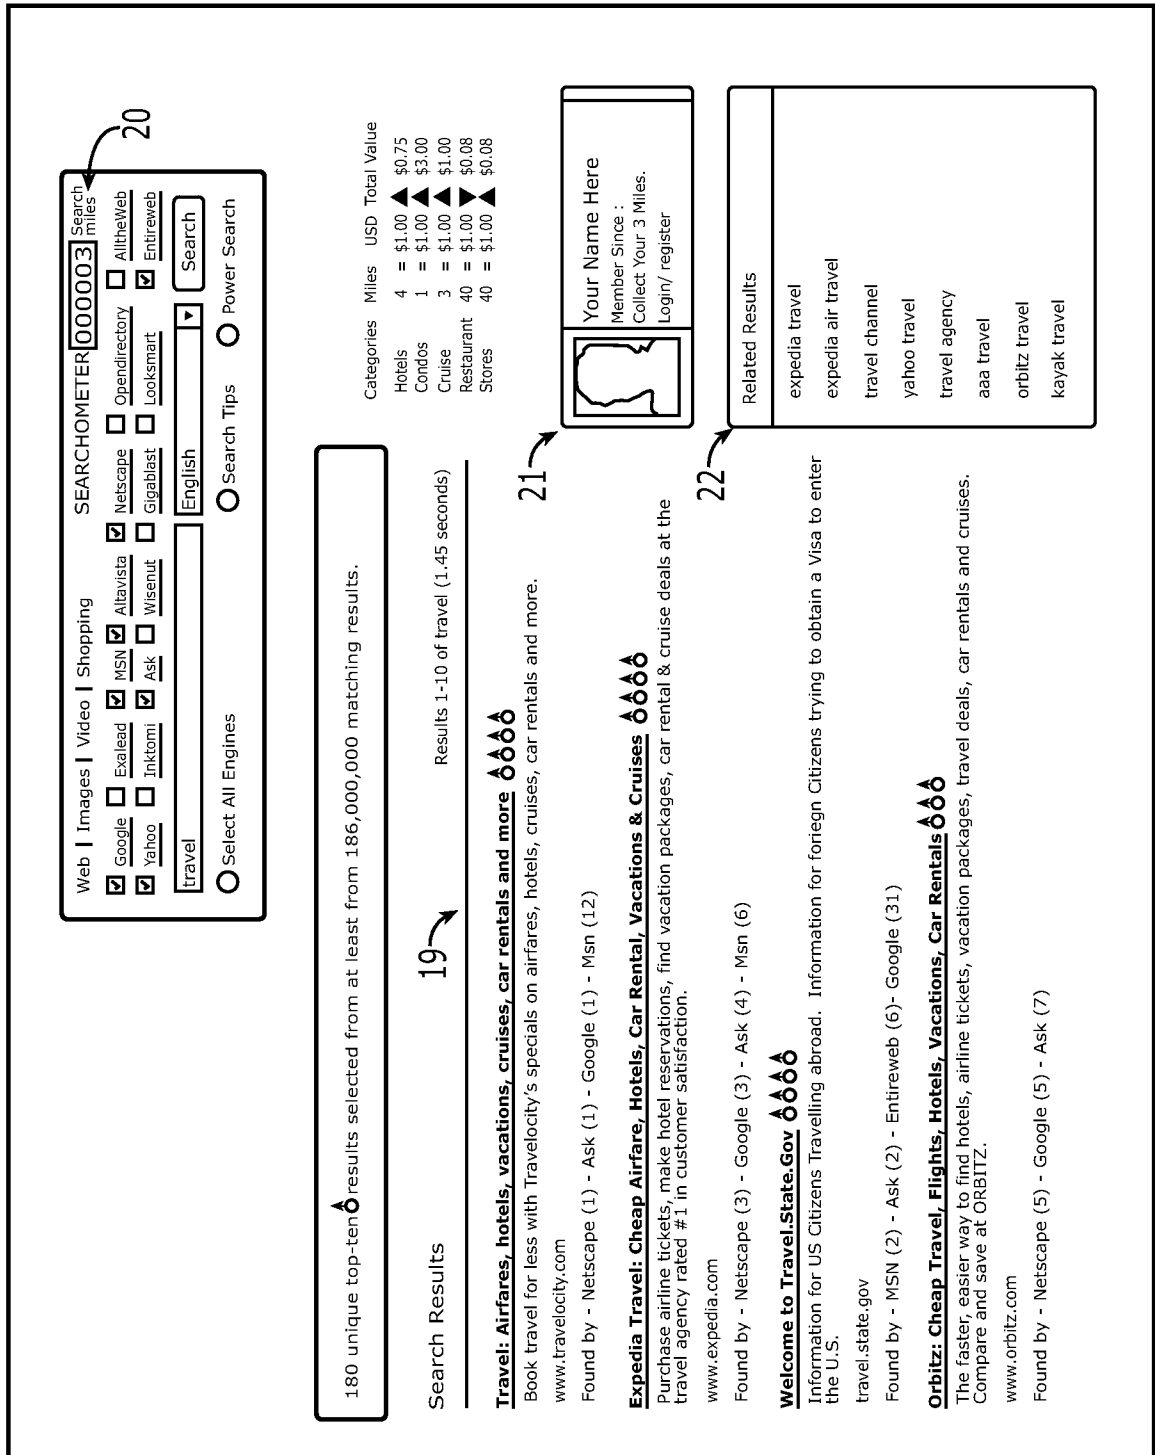 Web | Images | Video | Shopping SEARCHOMETER 000003 Search miles
20
Google Exalead MSN Altavista Netscape Opendirectory AlltheWeb
Yahoo Inktomi Ask Wisenut Gigablast Looksmart Entireweb
travel English Search
Select All Engines Search Tips Power Search
180 unique top-ten results selected from at least from 186,000,000 matching results.
Categories Miles USD Total Value
Hotels 4 = $1.00 $0.75
Condos 1 = $1.00 $3.00
Cruise 3 = $1.00 $1.00
Restaurant 40 = $1.00 $0.08
Stores 40 = $1.00 $0.08
19
Search Results Results 1-10 of travel (1.45 seconds)
Travel: Airfares, hotels, vacations, cruises, car rentals and more
Book travel for less with Travelocity's specials on airfares, hotels, cruises, car rentals and more.
www.travelocity.com
Found by - Netscape (1) - Ask (1) - Google (1) - Msn (12)
Expedia Travel: Cheap Airfare, Hotels, Car Rental, Vacations & Cruises
Purchase airline tickets, make hotel reservations, find vacation packages, car rental & cruise deals at the
travel agency rated #1 in customer satisfaction.
www.expedia.com
Found by - Netscape (3) - Google (3) - Ask (4) - Msn (6)
Welcome to Travel.State.Gov
Information for US Citizens Travelling abroad. Information for foriegn Citizens trying to obtain a Visa to enter
the U.S.
travel.state.gov
Found by - MSN (2) - Ask (2) - Entireweb (6)- Google (31)
Orbitz: Cheap Travel, Flights, Hotels, Vacations, Car Rentals
The faster, easier way to find hotels, airline tickets, vacation packages, travel deals, car rentals and cruises.
Compare and save at ORBITZ.
www.orbitz.com
Found by - Netscape (5) - Google (5) - Ask (7)
21
Your Name Here
Member Since :
Collect Your 3 Miles.
Login/ register
22
Related Results
expedia travel
expedia air travel
travel channel
yahoo travel
travel agency
aaa travel
orbitz travel
kayak travel